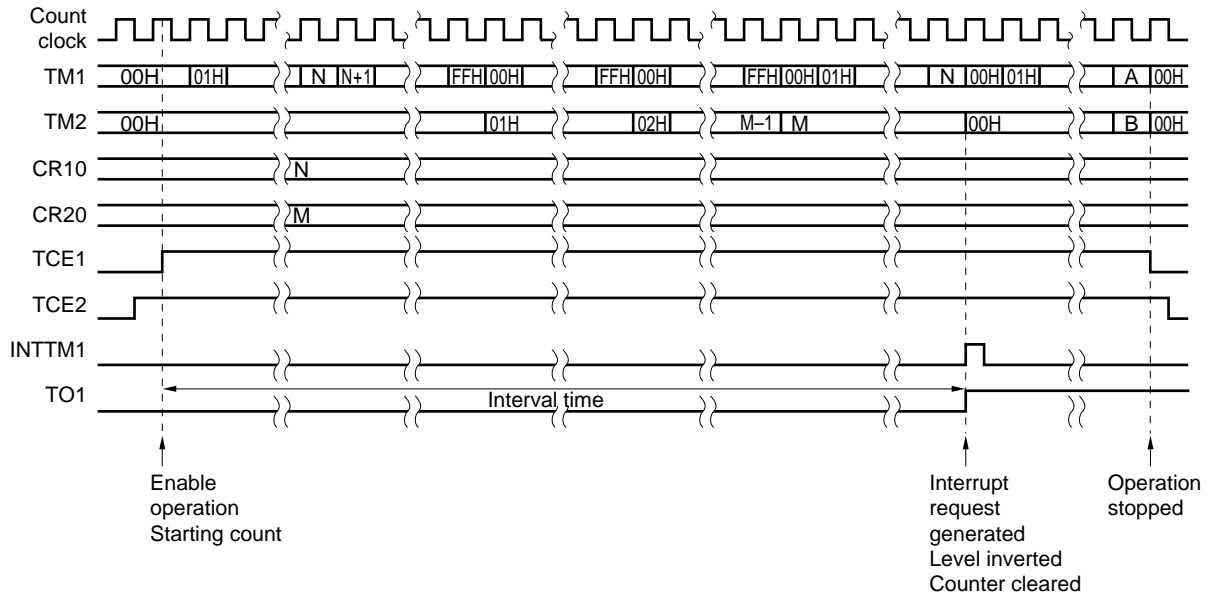 Count
clock
TM1 00H 01H N N+1 FFH 00H FFH 00H FFH 00H 01H N 00H 01H A 00H
TM2 00H 01H 02H M–1 M 00H B 00H
CR10 N
CR20 M
TCE1
TCE2
INTTM1
TO1 Interval time
Enable
operation
Starting count
Interrupt
request
generated
Level inverted
Counter cleared
Operation
stopped